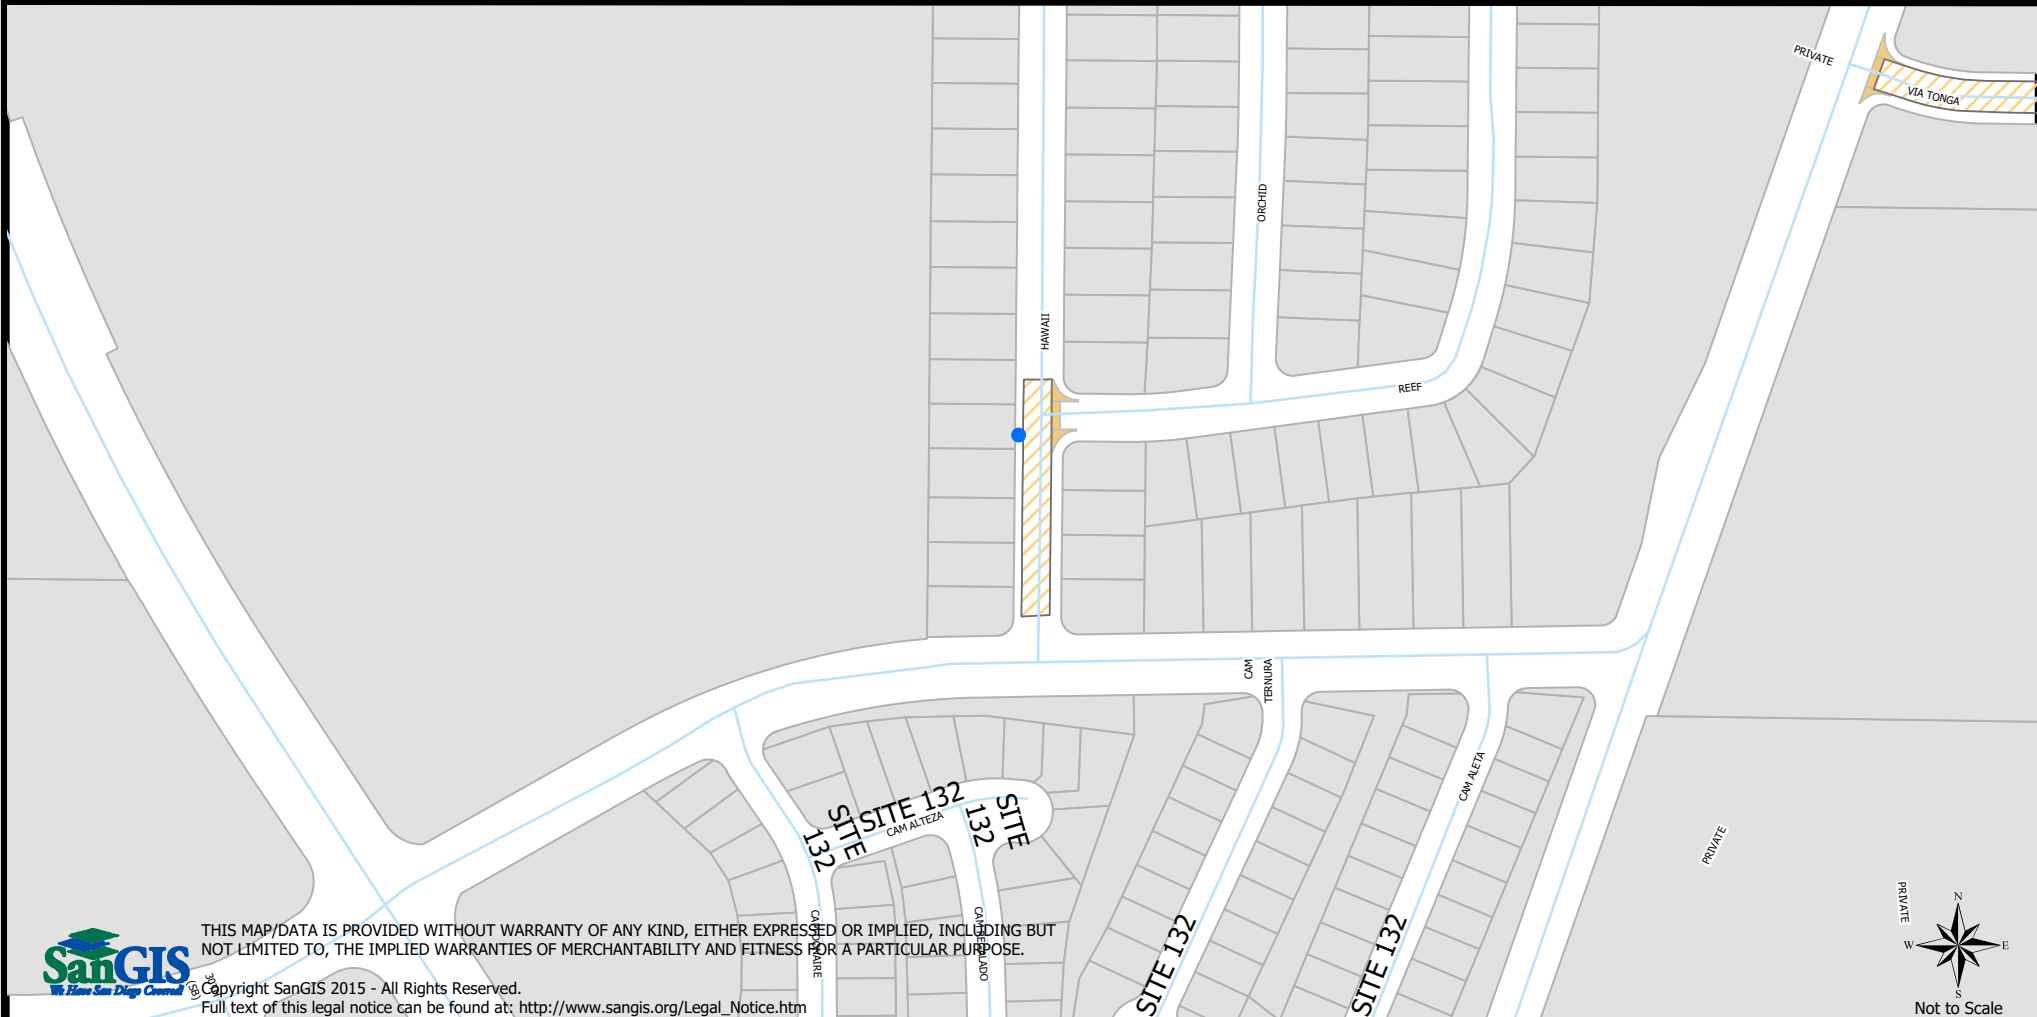 PRIVATE
VIA TONGA
ORCHID
HAWAII
REEF
CAM
TERNURA
CAM ALETA
SITE 132
CAM ALTEZA
SITE
132
SITE
132
PRIVATE
PRIVATE
SITE 132
SITE 132
N
W E
S
Not to Scale
SanGIS
We Have San Diego Covered!
(SB)
THIS MAP/DATA IS PROVIDED WITHOUT WARRANTY OF ANY KIND, EITHER EXPRESSED OR IMPLIED, INCLUDING BUT
NOT LIMITED TO, THE IMPLIED WARRANTIES OF MERCHANTABILITY AND FITNESS FOR A PARTICULAR PURPOSE.
Copyright SanGIS 2015 - All Rights Reserved.
Full text of this legal notice can be found at: http://www.sangis.org/Legal_Notice.htm